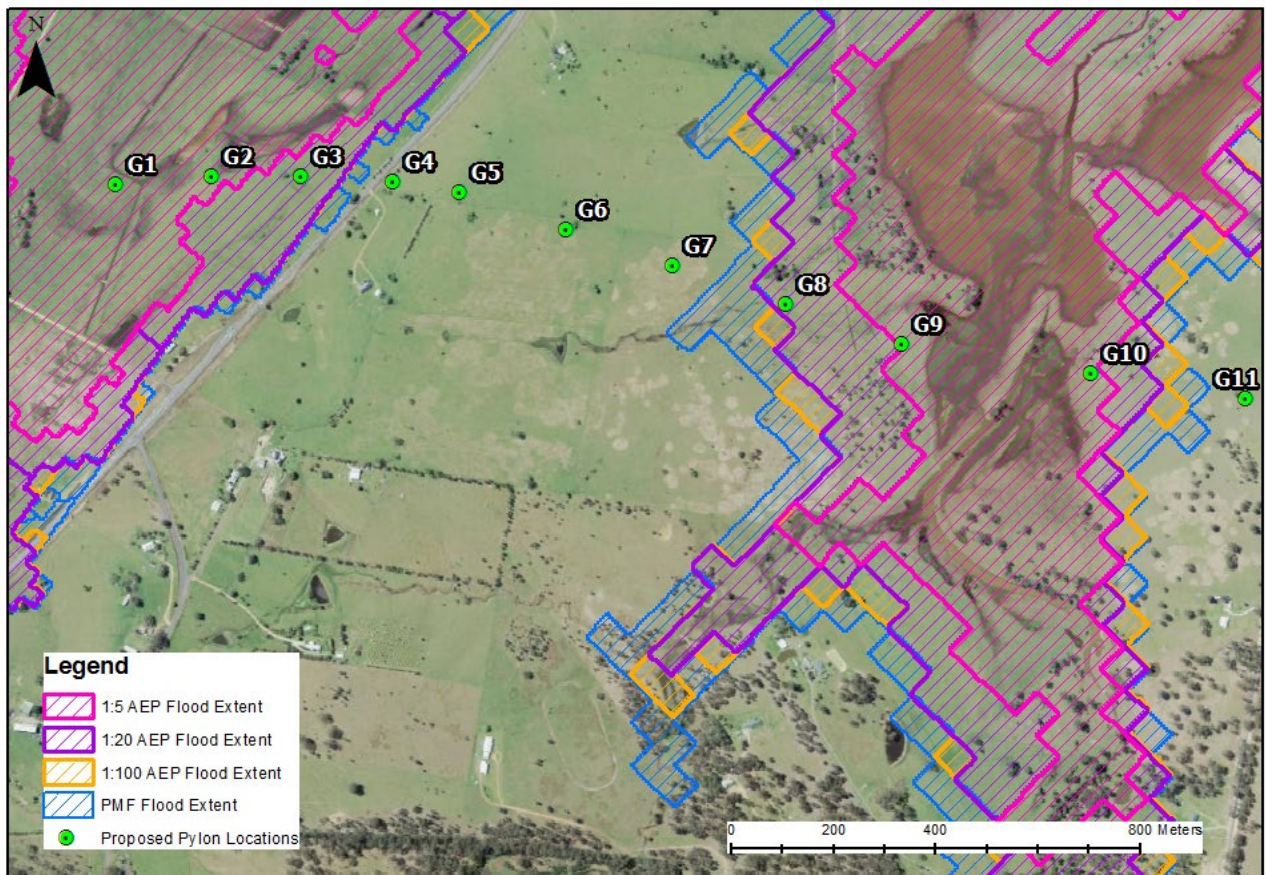 N
G1
G2
G3
G4
G5
G6
G7
G8
G9
G10
G11
Legend
1:5 AEP Flood Extent
1:20 AEP Flood Extent
1:100 AEP Flood Extent
PMF Flood Extent
Proposed Pylon Locations
0 200 400 800 Meters